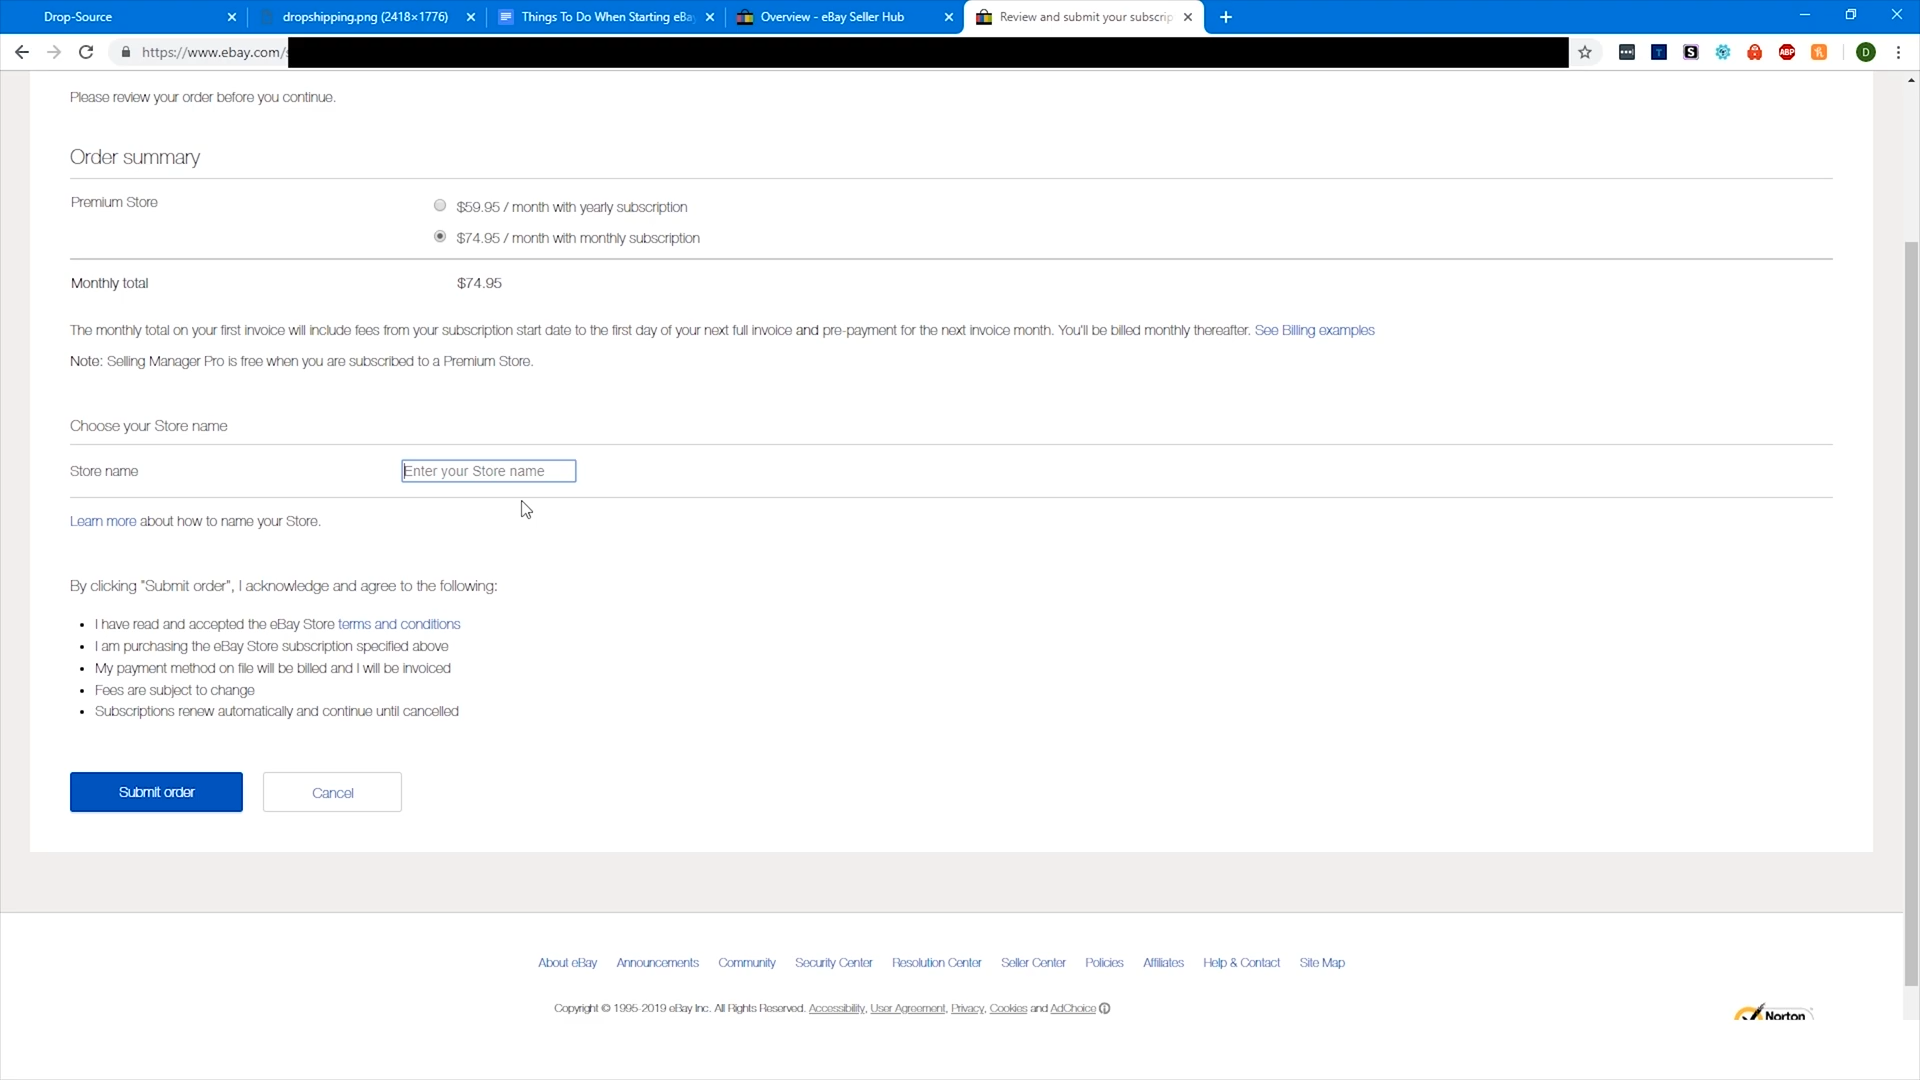 Drop-Source
dropshipping.png (2418×1776)
Things To Do When Starting eBay
Overview - eBay Seller Hub
Review and submit your subscrip
https://www.ebay.com/s
ABP
D
Please review your order before you continue.
Order summary
Premium Store
$59.95 / month with yearly subscription
$74.95 / month with monthly subscription
Monthly total $74.95
The monthly total on your first invoice will include fees from your subscription start date to the first day of your next full invoice and pre-payment for the next invoice month. You'll be billed monthly thereafter. See Billing examples
Note: Selling Manager Pro is free when you are subscribed to a Premium Store.
Choose your Store name
Store name Enter your Store name
Learn more about how to name your Store.
By clicking "Submit order", I acknowledge and agree to the following:
• I have read and accepted the eBay Store terms and conditions
• I am purchasing the eBay Store subscription specified above
• My payment method on file will be billed and I will be invoiced
• Fees are subject to change
• Subscriptions renew automatically and continue until cancelled
Submit order Cancel
About eBay Announcements Community Security Center Resolution Center Seller Center Policies Affiliates Help & Contact Site Map
Copyright © 1995-2019 eBay Inc. All Rights Reserved. Accessibility, User Agreement, Privacy, Cookies and AdChoice
Norton